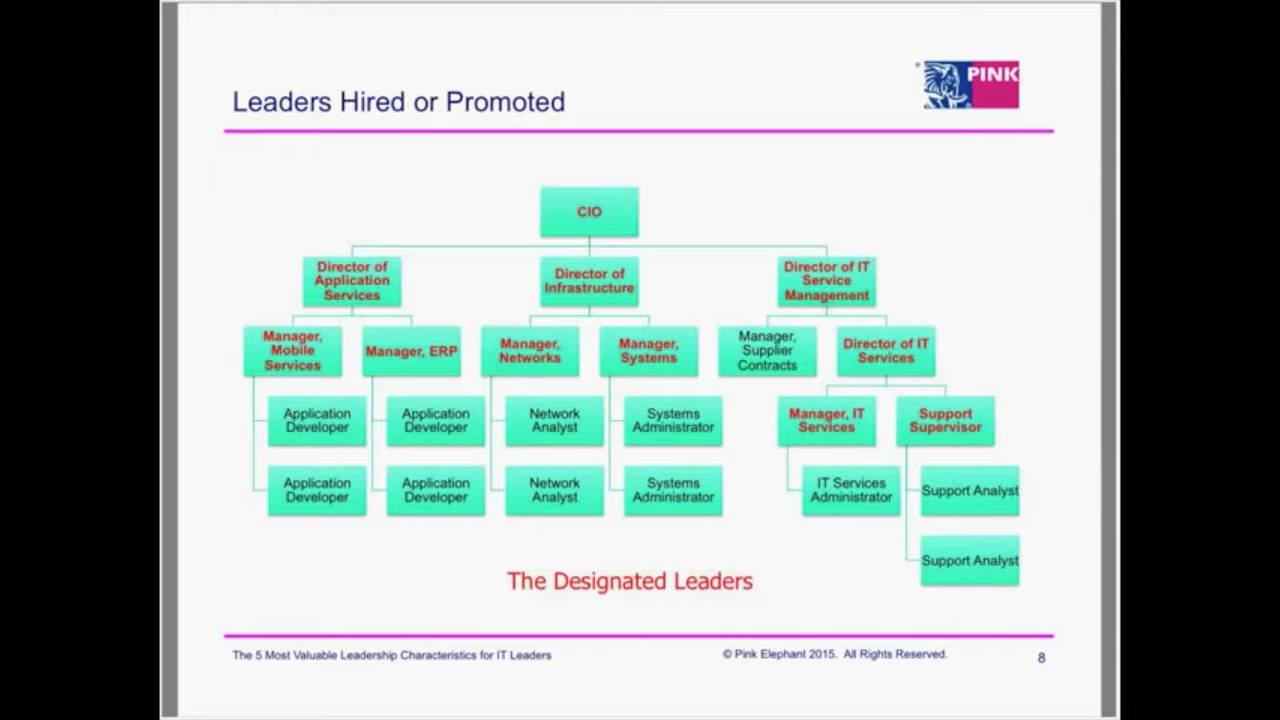 PINK
Leaders Hired or Promoted
CIO
Director of
Application
Services
Director of
Infrastructure
Director of IT
Service
Management
Manager,
Mobile
Services
Manager, ERP
Manager,
Networks
Manager,
Systems
Manager,
Supplier
Contracts
Director of IT
Services
Application
Developer
Application
Developer
Network
Analyst
Systems
Administrator
Manager, IT
Services
Support
Supervisor
Application
Developer
Application
Developer
Network
Analyst
Systems
Administrator
IT Services
Administrator
Support Analyst
Support Analyst
The Designated Leaders
The 5 Most Valuable Leadership Characteristics for IT Leaders
© Pink Elephant 2015. All Rights Reserved.
8